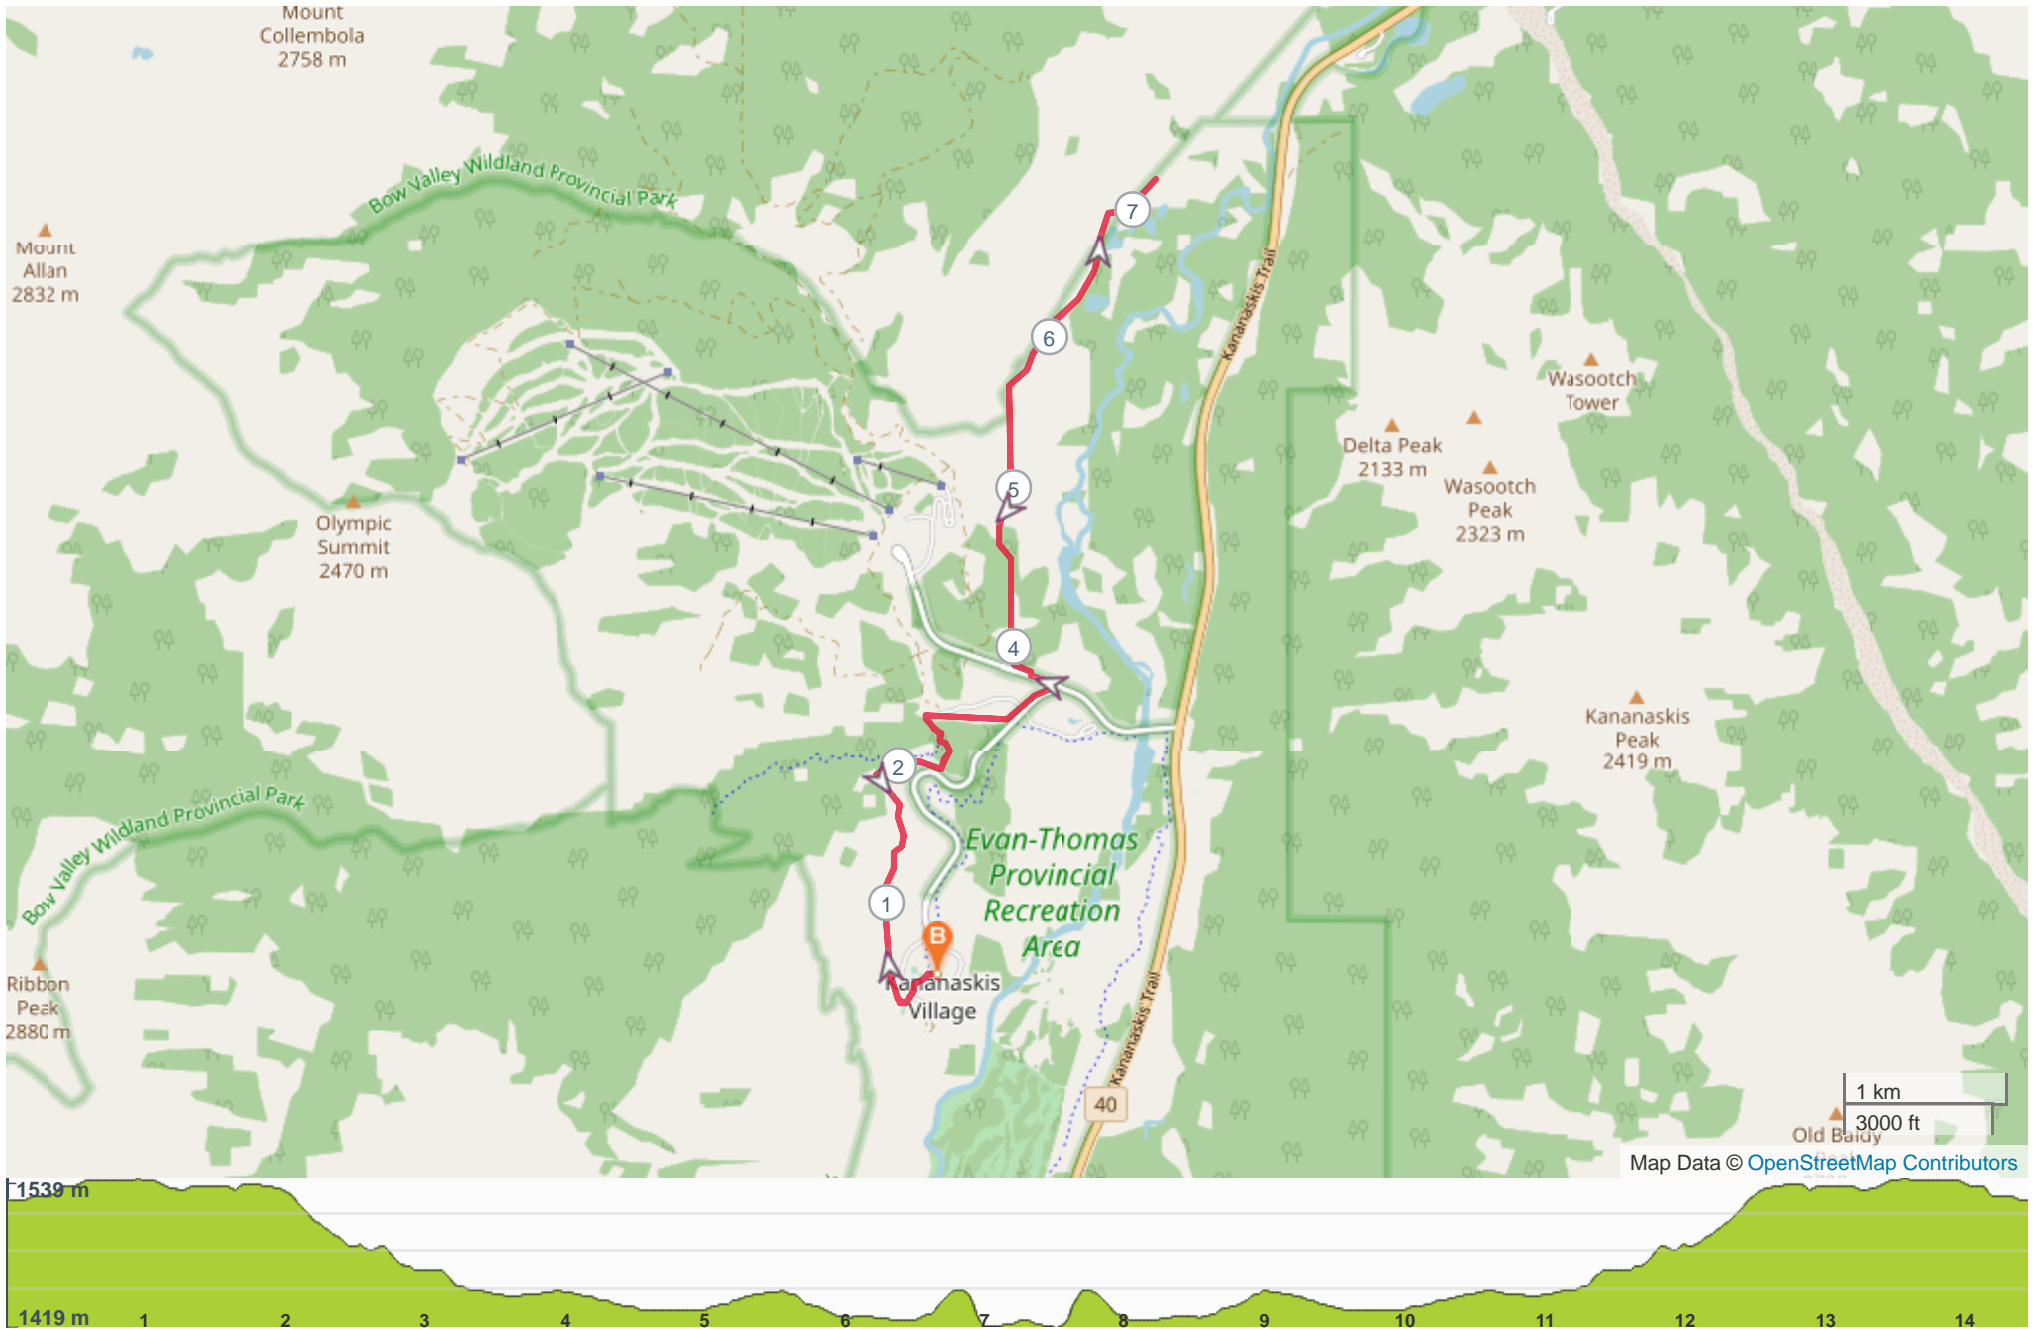 Mount
Collembola
2758 m
Bow Valley Wildland Provincial Park
Mount
Allan
2832 m
7
6
Kananaskis Trail
Wasootch
Tower
Delta Peak
2133 m
Wasootch
Peak
2323 m
5
Olympic
Summit
2470 m
4
Kananaskis
Peak
2419 m
2
Bow Valley Wildland Provincial Park
Evan-Thomas
Provincial
Recreation
Area
1
B
Kananaskis
Village
Ribbon
Peak
2880 m
Kananaskis Trail
40
1 km
3000 ft
Old Baldy
Map Data © OpenStreetMap Contributors
1539 m
1419 m
1 2 3 4 5 6 7 8 9 10 11 12 13 14